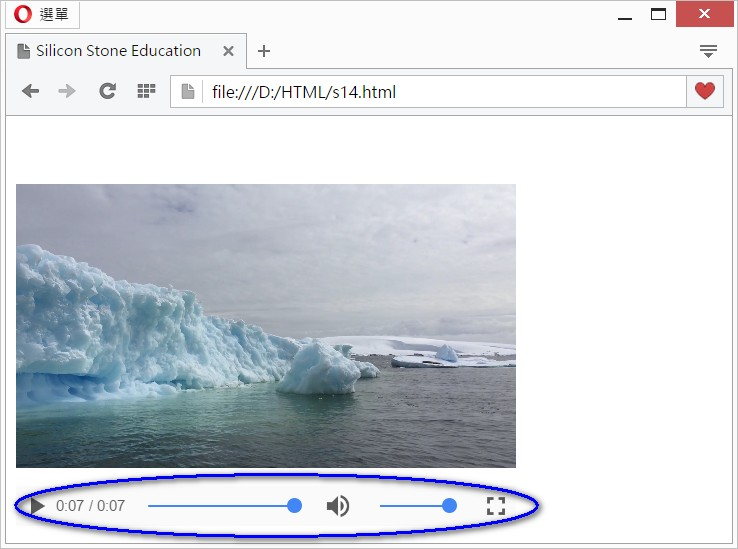 選單
Silicon Stone Education
file:///D:/HTML/s14.html
0:07 / 0:07